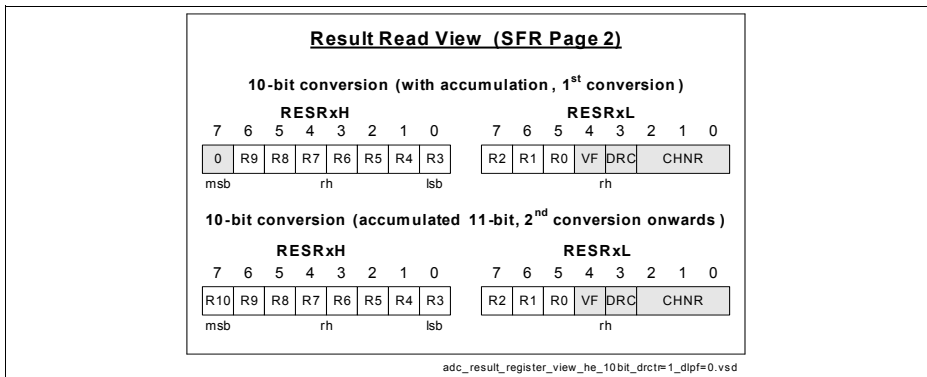 Result Read View (SFR Page 2)
10-bit conversion (with accumulation, 1st conversion)
RESRxH RESRxL
7 6 5 4 3 2 1 0 7 6 5 4 3 2 1 0
0 R9 R8 R7 R6 R5 R4 R3 R2 R1 R0 VF DRC CHNR
msb rh lsb rh
10-bit conversion (accumulated 11-bit, 2nd conversion onwards)
RESRxH RESRxL
7 6 5 4 3 2 1 0 7 6 5 4 3 2 1 0
R10 R9 R8 R7 R6 R5 R4 R3 R2 R1 R0 VF DRC CHNR
msb rh lsb rh
adc_result_register_view_he_10bit_drctr=1_dlpf=0.vsd